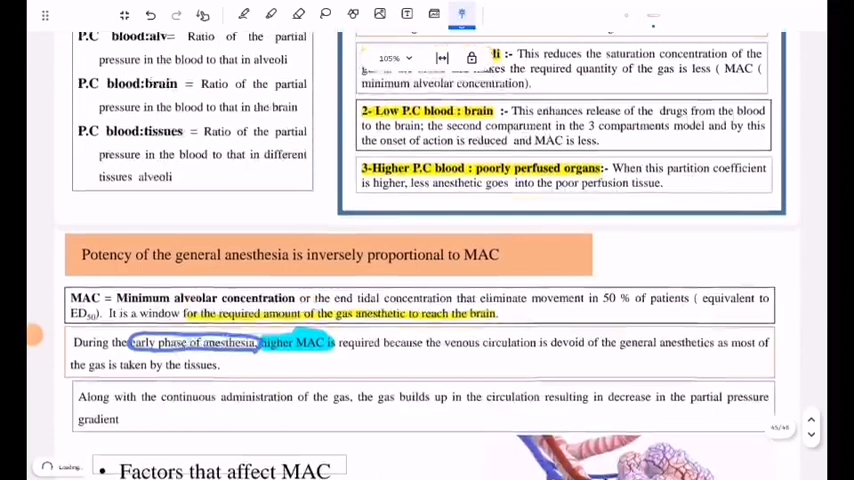 105%
P.C blood:alv= Ratio of the partial
pressure in the blood to that in alveoli
P.C blood:brain = Ratio of the partial
pressure in the blood to that in the brain
P.C blood:tissues = Ratio of the partial
pressure in the blood to that in different
tissues alveoli
li :- This reduces the saturation concentration of the
the required quantity of the gas is less ( MAC (
minimum alveolar concentration).
2- Low P.C blood : brain :- This enhances release of the drugs from the blood
to the brain; the second compartment in the 3 compartments model and by this
the onset of action is reduced and MAC is less.
3-Higher P.C blood : poorly perfused organs:- When this partition coefficient
is higher, less anesthetic goes into the poor perfusion tissue.
Potency of the general anesthesia is inversely proportional to MAC
MAC = Minimum alveolar concentration or the end tidal concentration that eliminate movement in 50 % of patients ( equivalent to
ED50). It is a window for the required amount of the gas anesthetic to reach the brain.
During the early phase of anesthesia, higher MAC is required because the venous circulation is devoid of the general anesthetics as most of
the gas is taken by the tissues.
Along with the continuous administration of the gas, the gas builds up in the circulation resulting in decrease in the partial pressure
gradient
45/48
Loading...
• Factors that affect MAC